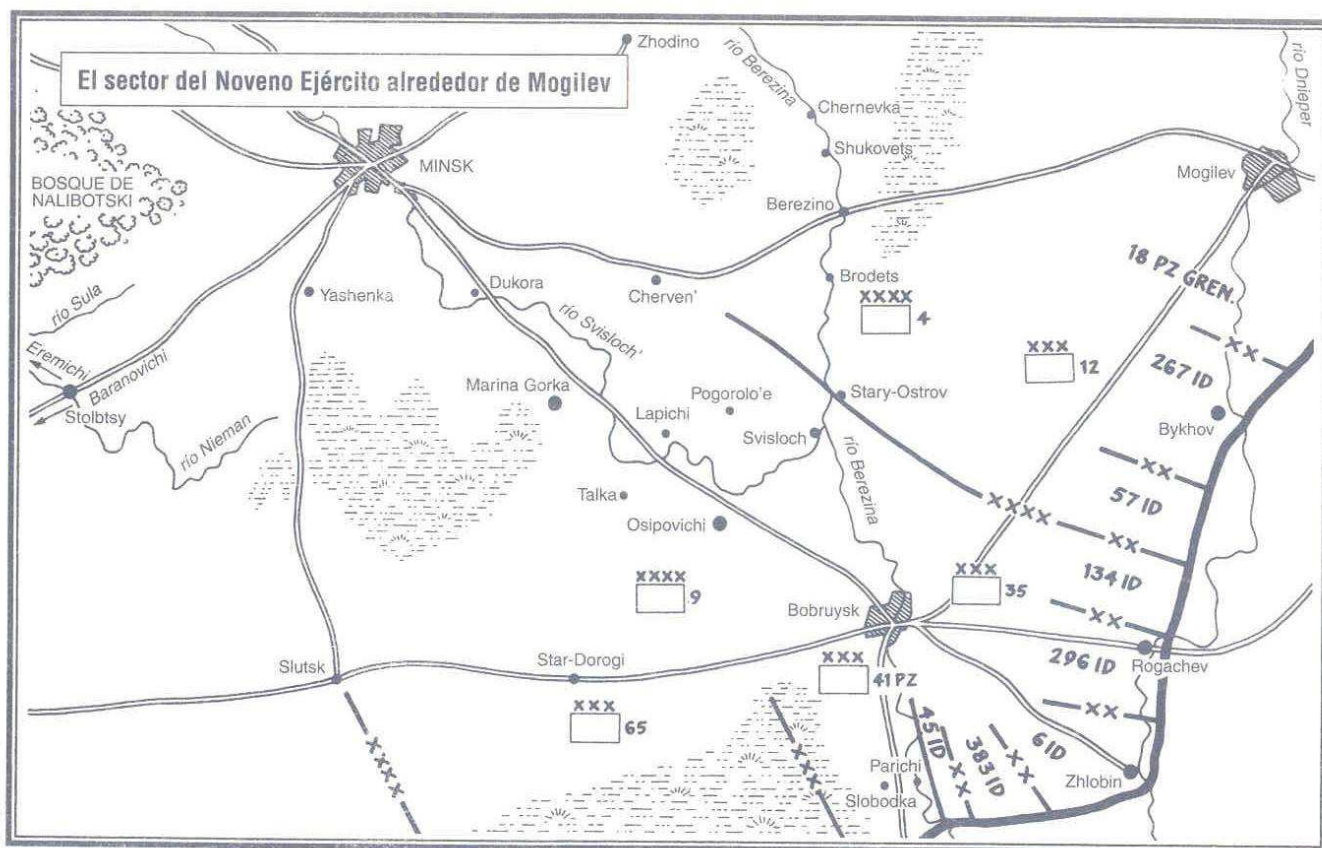 Zhodino
El sector del Noveno Ejército alrededor de Mogilev
río Berezina
río Dnieper
Chernevka
Shukovets
MINSK
Mogilev
BOSQUE DE
NALIBOTSKI
Berezino
18 PZ GREN.
Brodets
Cherven'
Dukora
Yashenka
río Sula
río Svisloch'
XXXX
4
XX
267 ID
XXX
12
Eremichi
Baranovichi
Stolbtsy
Marina Gorka
Pogorolo'e
Stary-Ostrov
Bykhov
Lapichi
Svisloch
río Nieman
río Berezina
XX
57 ID
Talka
Osipovichi
XXXX
XX
134 ID
XXXX
9
XXX
35
Bobruysk
XX
296 ID
Rogachev
Slutsk
Star-Dorogi
XXX
41 PZ
XXX
65
XX
XXXX
XXX
45 ID
383 ID
XX
6 ID
XX
Parichi
Slobodka
Zhlobin